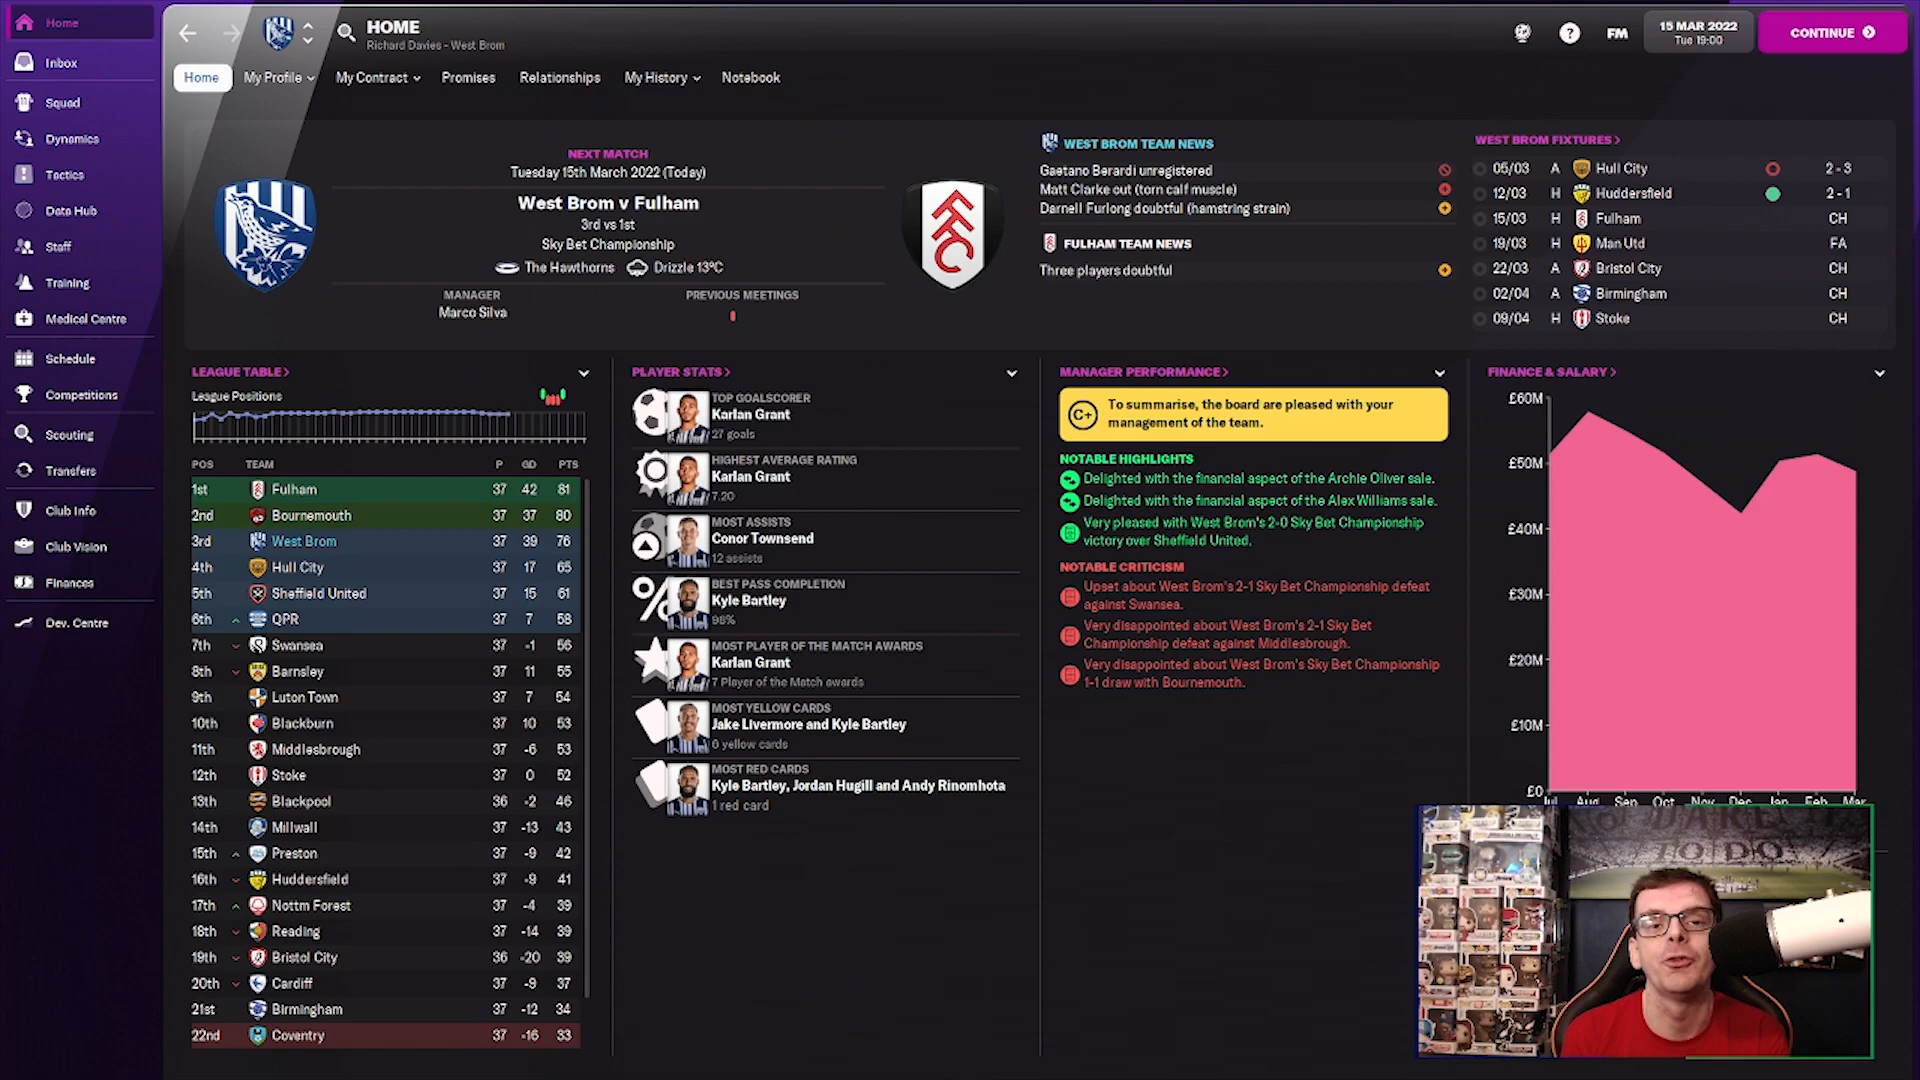 Home
Inbox
Squad
Dynamics
Tactics
Data Hub
Staff
Training
Medical Centre
Schedule
Competitions
Scouting
Transfers
Club Info
Club Vision
Finances
Dev. Centre
HOME
Richard Davies - West Brom
FM
15 MAR 2022
Tue 19:00
CONTINUE
Home
My Profile
My Contract
Promises
Relationships
My History
Notebook
NEXT MATCH
Tuesday 15th March 2022 (Today)
West Brom v Fulham
3rd vs 1st
Sky Bet Championship
The Hawthorns
Drizzle 13°C
MANAGER
Marco Silva
PREVIOUS MEETINGS
WEST BROM TEAM NEWS
Gaetano Berardi unregistered
Matt Clarke out (torn calf muscle)
Darnell Furlong doubtful (hamstring strain)
FULHAM TEAM NEWS
Three players doubtful
WEST BROM FIXTURES >
05/03 A Hull City 2 - 3
12/03 H Huddersfield 2 - 1
15/03 H Fulham CH
19/03 H Man Utd FA
22/03 A Bristol City CH
02/04 A Birmingham CH
09/04 H Stoke CH
LEAGUE TABLE >
League Positions
POS TEAM P GD PTS
1st Fulham 37 42 81
2nd Bournemouth 37 37 80
3rd West Brom 37 39 76
4th Hull City 37 17 65
5th Sheffield United 37 15 61
6th QPR 37 7 58
7th Swansea 37 -1 56
8th Barnsley 37 11 55
9th Luton Town 37 7 54
10th Blackburn 37 10 53
11th Middlesbrough 37 -6 53
12th Stoke 37 0 52
13th Blackpool 36 -2 46
14th Millwall 37 -13 43
15th Preston 37 -9 42
16th Huddersfield 37 -9 41
17th Nottm Forest 37 -4 39
18th Reading 37 -14 39
19th Bristol City 36 -20 39
20th Cardiff 37 -9 37
21st Birmingham 37 -12 34
22nd Coventry 37 -16 33
PLAYER STATS >
TOP GOALSCORER
Karlan Grant
27 goals
HIGHEST AVERAGE RATING
Karlan Grant
7.20
MOST ASSISTS
Conor Townsend
12 assists
BEST PASS COMPLETION
Kyle Bartley
98%
MOST PLAYER OF THE MATCH AWARDS
Karlan Grant
7 Player of the Match awards
MOST YELLOW CARDS
Jake Livermore and Kyle Bartley
6 yellow cards
MOST RED CARDS
Kyle Bartley, Jordan Hugill and Andy Rinomhota
1 red card
MANAGER PERFORMANCE >
C+
To summarise, the board are pleased with your
management of the team.
NOTABLE HIGHLIGHTS
Delighted with the financial aspect of the Archie Oliver sale.
Delighted with the financial aspect of the Alex Williams sale.
Very pleased with West Brom's 2-0 Sky Bet Championship
victory over Sheffield United.
NOTABLE CRITICISM
Upset about West Brom's 2-1 Sky Bet Championship defeat
against Swansea.
Very disappointed about West Brom's 2-1 Sky Bet
Championship defeat against Middlesbrough.
Very disappointed about West Brom's Sky Bet Championship
1-1 draw with Bournemouth.
FINANCE & SALARY >
£60M
£50M
£40M
£30M
£20M
£10M
£0
Jul Aug Sep Oct Nov Dec Jan Feb Mar
TO DARE IS
TO DO